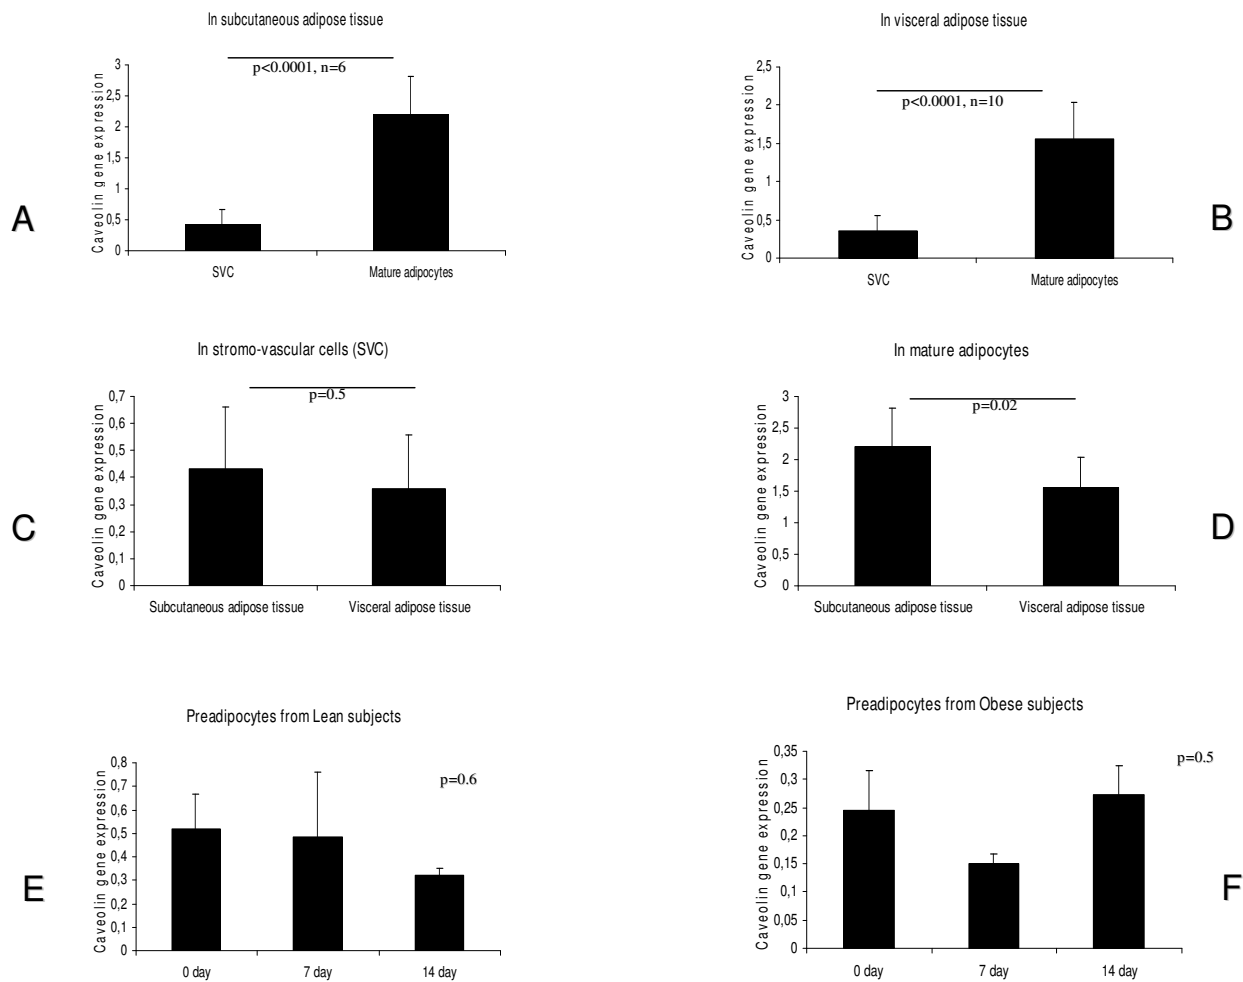 In subcutaneous adipose tissue
A
Caveolin gene expression
3
2,5
2
1,5
1
0,5
0
p<0.0001, n=6
SVC
Mature adipocytes
In visceral adipose tissue
B
Caveolin gene expression
2,5
2
1,5
1
0,5
0
p<0.0001, n=10
SVC
Mature adipocytes
In stromo-vascular cells (SVC)
C
Caveolin gene expression
0,7
0,6
0,5
0,4
0,3
0,2
0,1
0
p=0.5
Subcutaneous adipose tissue
Visceral adipose tissue
In mature adipocytes
D
Caveolin gene expression
3
2,5
2
1,5
1
0,5
0
p=0.02
Subcutaneous adipose tissue
Visceral adipose tissue
Preadipocytes from Lean subjects
E
Caveolin gene expression
0,8
0,7
0,6
0,5
0,4
0,3
0,2
0,1
0
p=0.6
0 day
7 day
14 day
Preadipocytes from Obese subjects
F
Caveolin gene expression
0,35
0,3
0,25
0,2
0,15
0,1
0,05
0
p=0.5
0 day
7 day
14 day